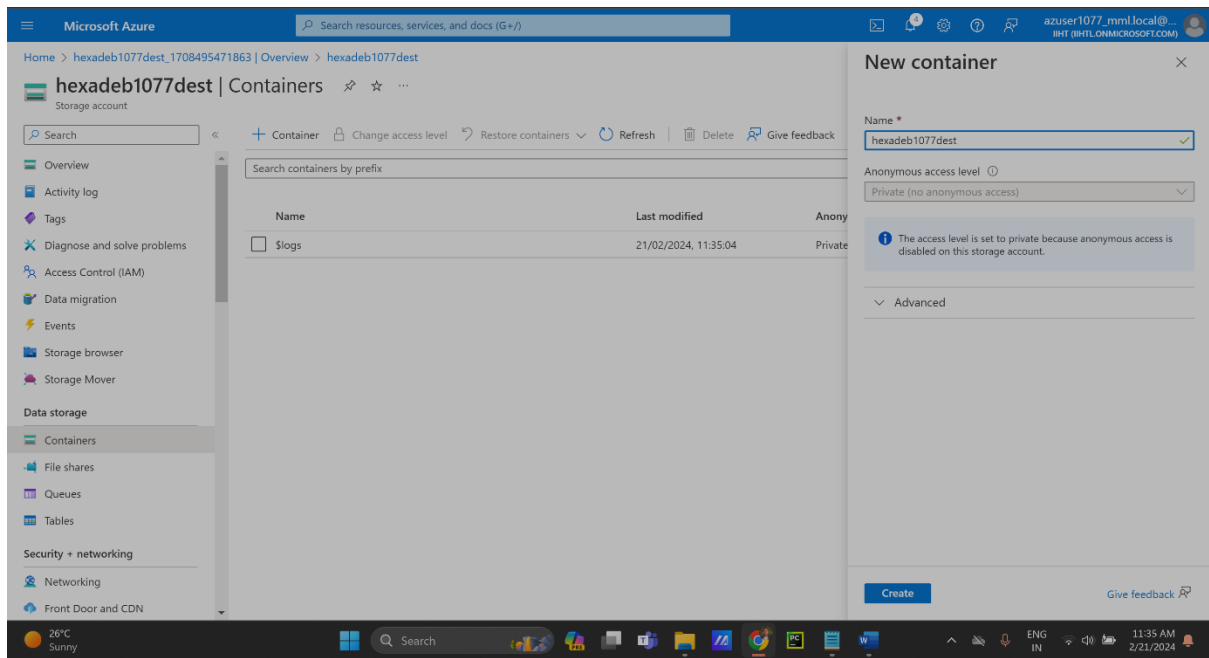 Microsoft Azure
Search resources, services, and docs (G+/)
4
azuser1077_mml.local@...
IIHT (IIHTL.ONMICROSOFT.COM)
Home > hexadeb1077dest_1708495471863 | Overview > hexadeb1077dest
hexadeb1077dest | Containers
Storage account
Search
Overview
Activity log
Tags
Diagnose and solve problems
Access Control (IAM)
Data migration
Events
Storage browser
Storage Mover
Data storage
Containers
File shares
Queues
Tables
Security + networking
Networking
Front Door and CDN
Container Change access level Restore containers Refresh Delete Give feedback
Search containers by prefix
Name Last modified Anony
$logs 21/02/2024, 11:35:04 Private
New container
Name *
hexadeb1077dest
Anonymous access level
Private (no anonymous access)
The access level is set to private because anonymous access is
disabled on this storage account.
Advanced
Create Give feedback
26°C
Sunny
Search
PRE
PC
W
ENG
IN
11:35 AM
2/21/2024